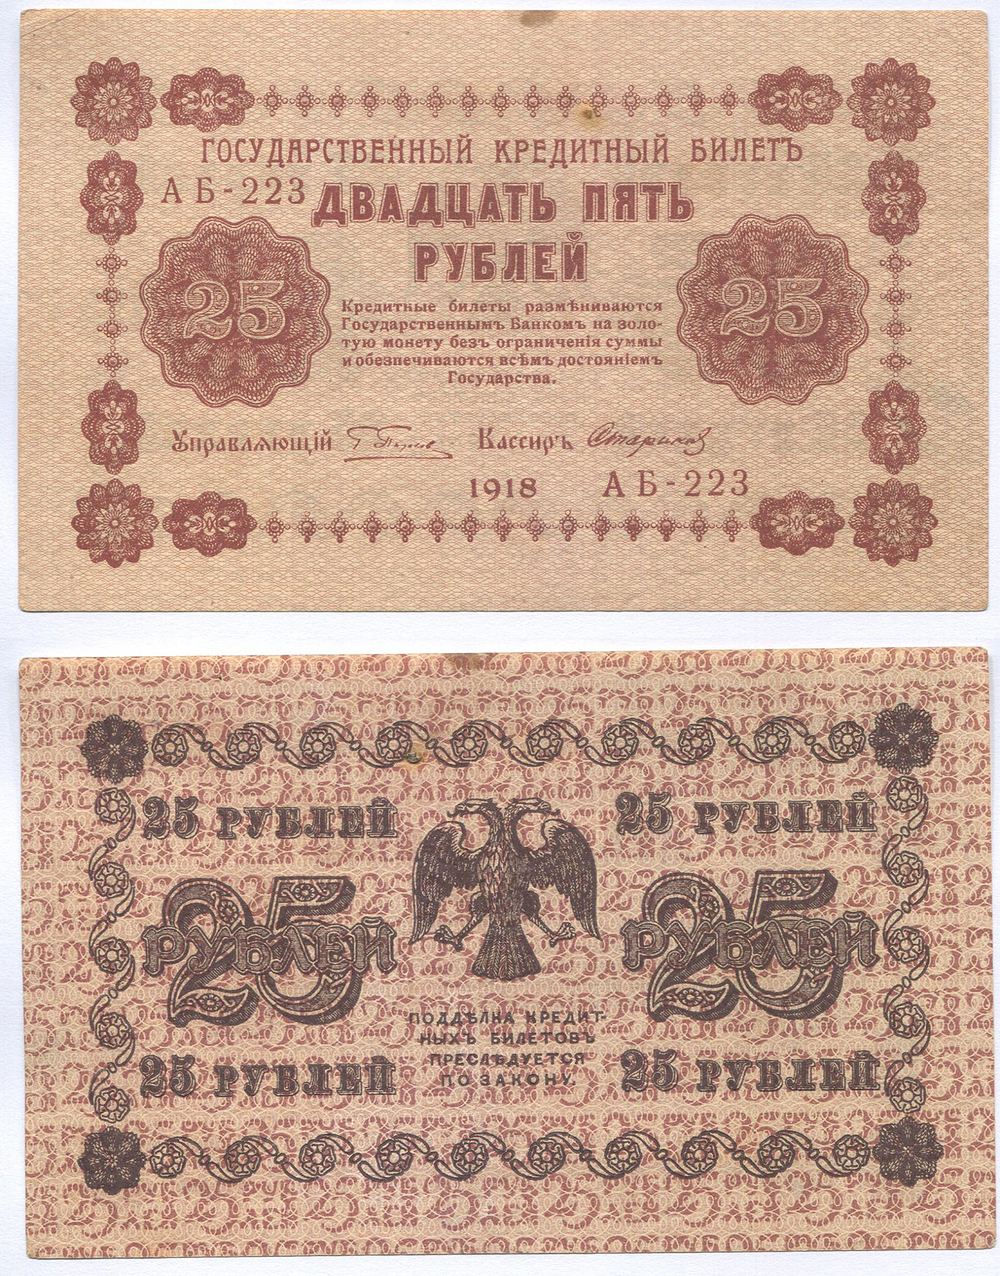 ГОСУДАРСТВЕННЫЙ КРЕДИТНЫЙ БИЛЕТЪ
АБ-223
ДВАДЦАТЬ ПЯТЬ
РУБЛЕЙ
25
25
Кредитные билеты размѣниваются
Государственнымъ Банкомъ на золо-
тую монету безъ ограниченія суммы
и обезпечиваются всѣмъ достояніемъ
Государства.
Управляющій
Кассиръ
1918
АБ-223
25 РУБЛЕЙ
25 РУБЛЕЙ
25
РУБЛЕЙ
25
РУБЛЕЙ
ПОДДѢЛКА КРЕДИТ-
НЫХЪ БИЛЕТОВЪ
ПРЕСЛѢДУЕТСЯ
ПО ЗАКОНУ.
25 РУБЛЕЙ
25 РУБЛЕЙ